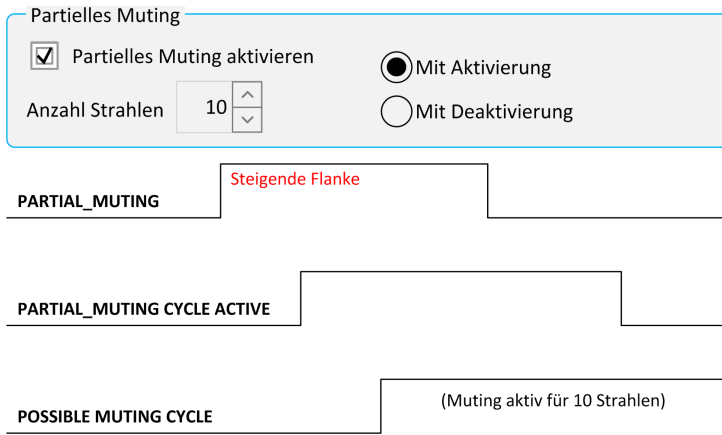 Partielles Muting
Partielles Muting aktivieren
Mit Aktivierung
Anzahl Strahlen 10
Mit Deaktivierung
Steigende Flanke
PARTIAL_MUTING
PARTIAL_MUTING CYCLE ACTIVE
(Muting aktiv für 10 Strahlen)
POSSIBLE MUTING CYCLE